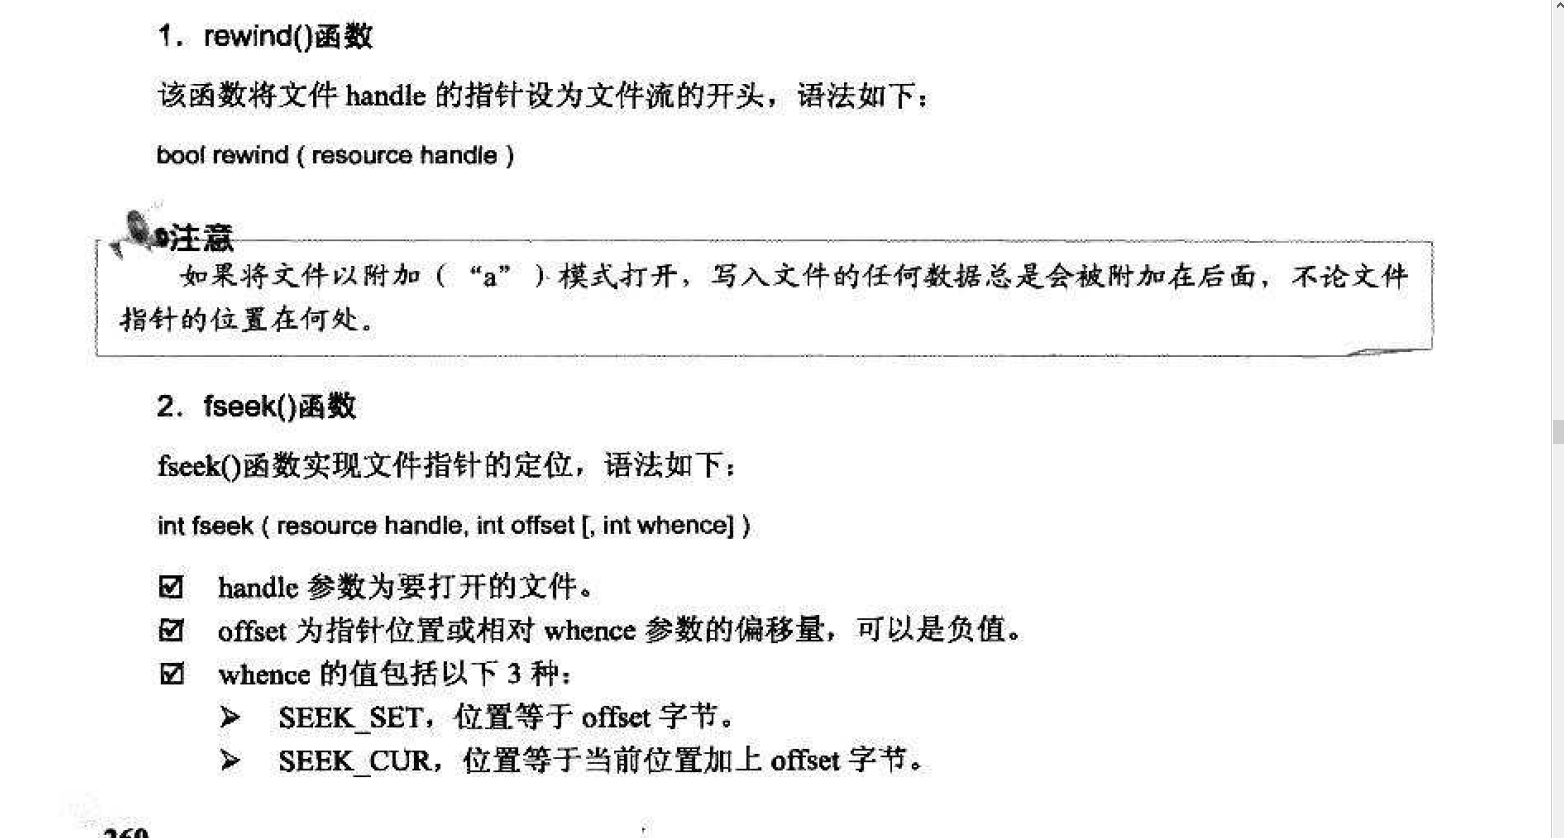 1. rewind()函数
该函数将文件 handle 的指针设为文件流的开头，语法如下：
bool rewind ( resource handle )
注意
如果将文件以附加（“a”）模式打开，写入文件的任何数据总是会被附加在后面，不论文件
指针的位置在何处。
2. fseek()函数
fseek()函数实现文件指针的定位，语法如下：
int fseek ( resource handle, int offset [, int whence] )
☑ handle 参数为要打开的文件。
☑ offset 为指针位置或相对 whence 参数的偏移量，可以是负值。
☑ whence 的值包括以下 3 种：
➢ SEEK_SET，位置等于 offset 字节。
➢ SEEK_CUR，位置等于当前位置加上 offset 字节。